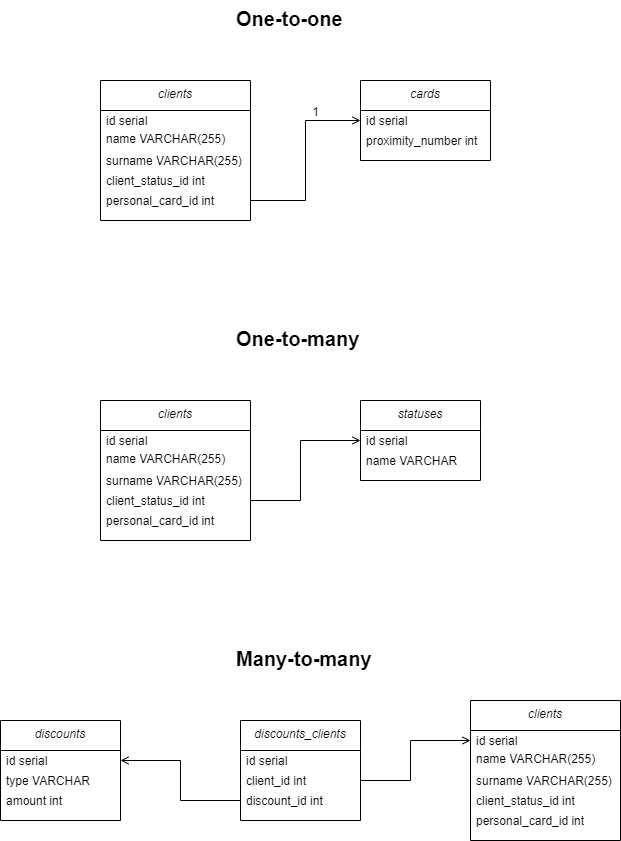 One-to-one
clients
id serial
name VARCHAR(255)
surname VARCHAR(255)
client_status_id int
personal_card_id int
1
cards
id serial
proximity_number int
One-to-many
clients
id serial
name VARCHAR(255)
surname VARCHAR(255)
client_status_id int
personal_card_id int
statuses
id serial
name VARCHAR
Many-to-many
discounts
id serial
type VARCHAR
amount int
discounts_clients
id serial
client_id int
discount_id int
clients
id serial
name VARCHAR(255)
surname VARCHAR(255)
client_status_id int
personal_card_id int